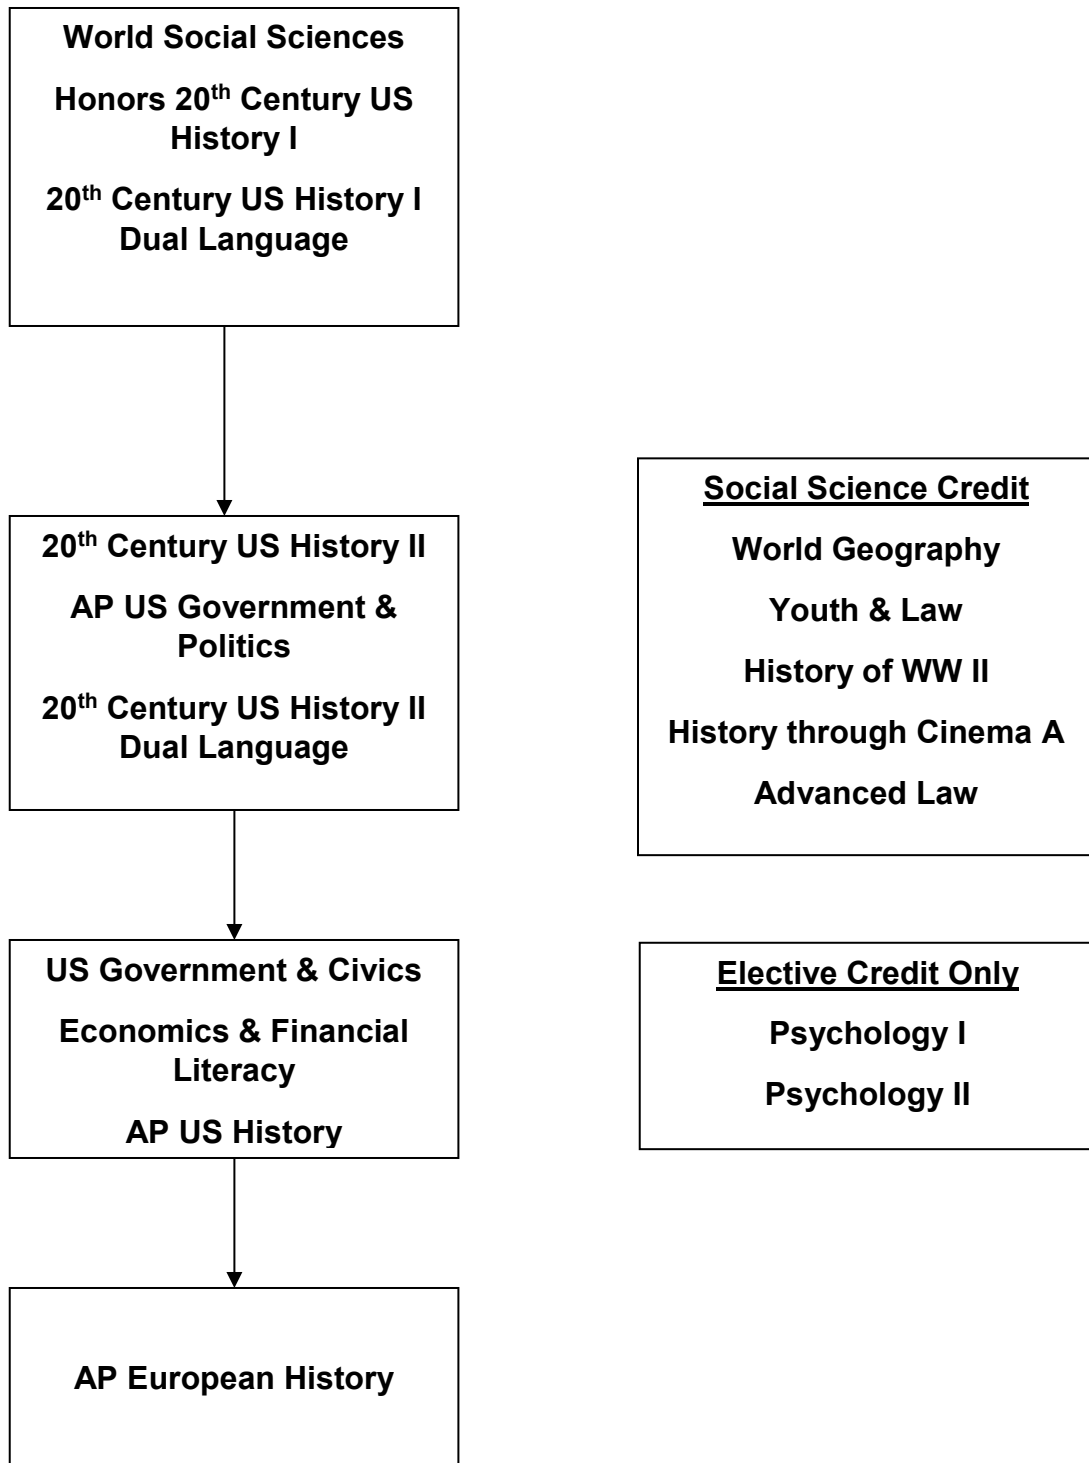 World Social Sciences
Honors 20th Century US
History I
20th Century US History I
Dual Language
20th Century US History II
AP US Government &
Politics
20th Century US History II
Dual Language
US Government & Civics
Economics & Financial
Literacy
AP US History
AP European History
Social Science Credit
World Geography
Youth & Law
History of WW II
History through Cinema A
Advanced Law
Elective Credit Only
Psychology I
Psychology II